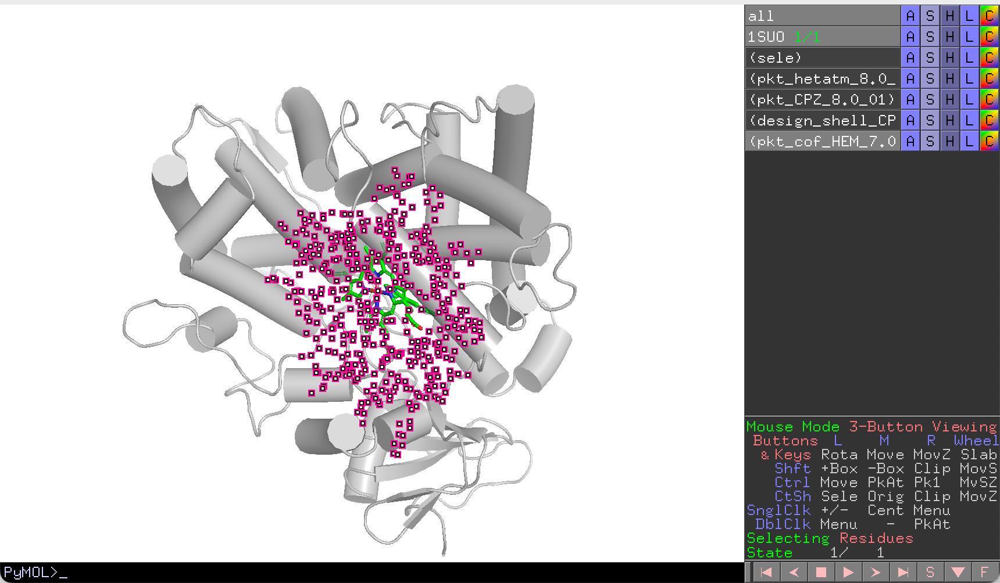 all A S H L C
1SUO 1/1 A S H L C
(sele) A S H L C
(pkt_hetatm_8.0_ A S H L C
(pkt_CPZ_8.0_01) A S H L C
(design_shell_CP A S H L C
(pkt_cof_HEM_7.0 A S H L C
Mouse Mode 3-Button Viewing
Buttons L M R Wheel
& Keys Rota Move MovZ Slab
Shft +Box -Box Clip MovS
Ctrl Move PkAt Pk1 MvSZ
CtSh Sele Orig Clip MovZ
SnglClk +/- Cent Menu
DblClk Menu - PkAt
Selecting Residues
State 1/ 1
PyMOL>_
S F